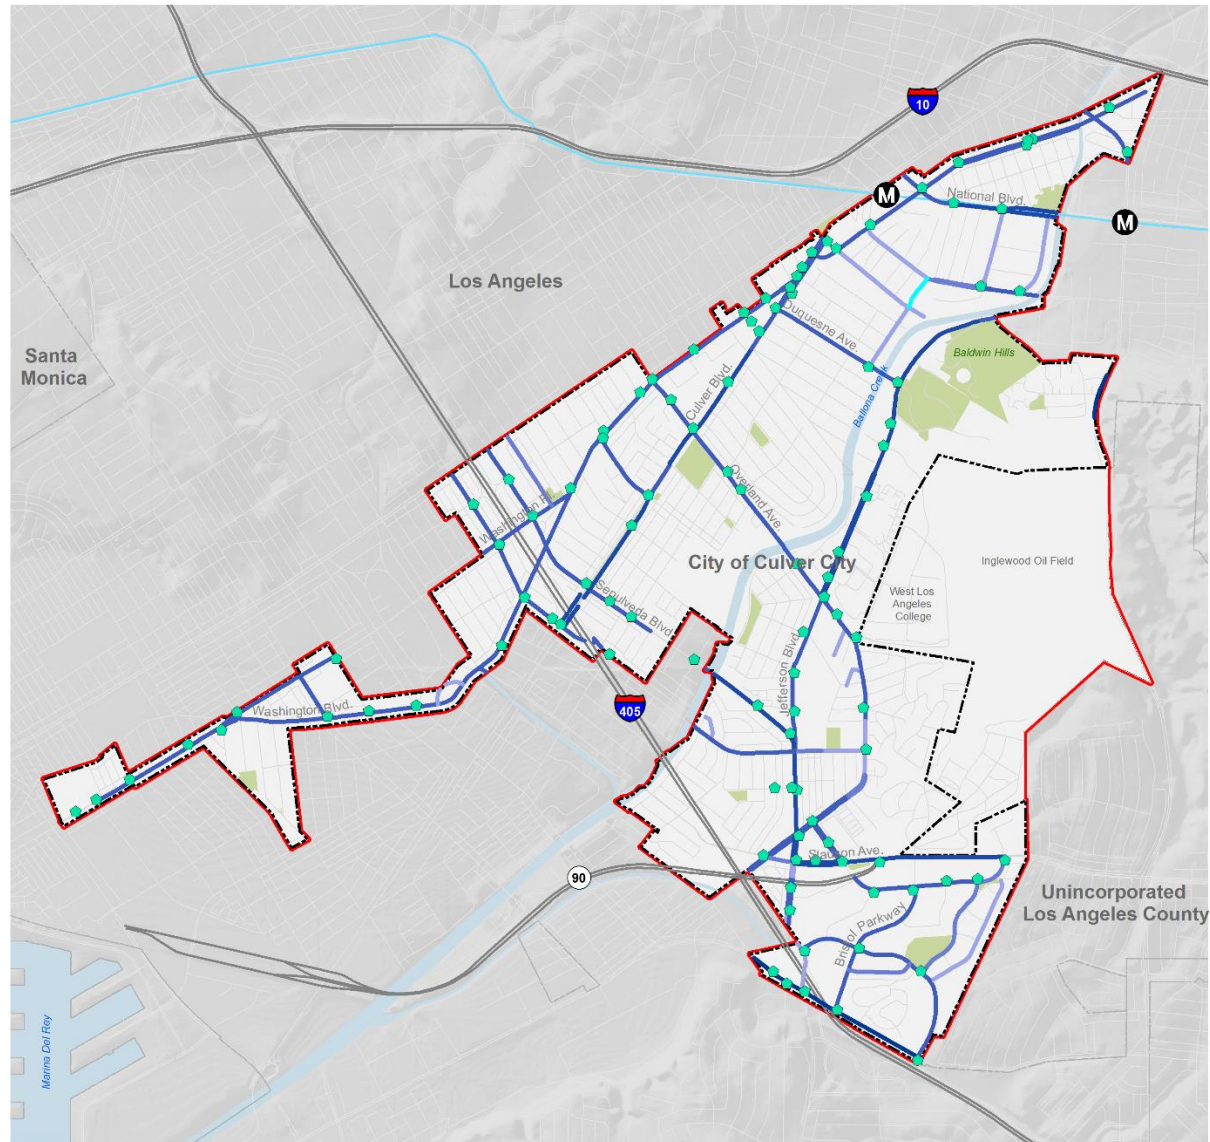 10
M
National Blvd.
M
Los Angeles
Duquesne Ave.
Santa
Monica
Baldwin Hills
Culver Blvd.
Ballona Creek
Overland Ave.
Washington Pl.
City of Culver City
Inglewood Oil Field
West Los
Angeles
College
Sepulveda Blvd.
Jefferson Blvd.
Washington Blvd.
405
Slauson Ave.
90
Unincorporated
Los Angeles County
Bristol Parkway
Marina Del Rey